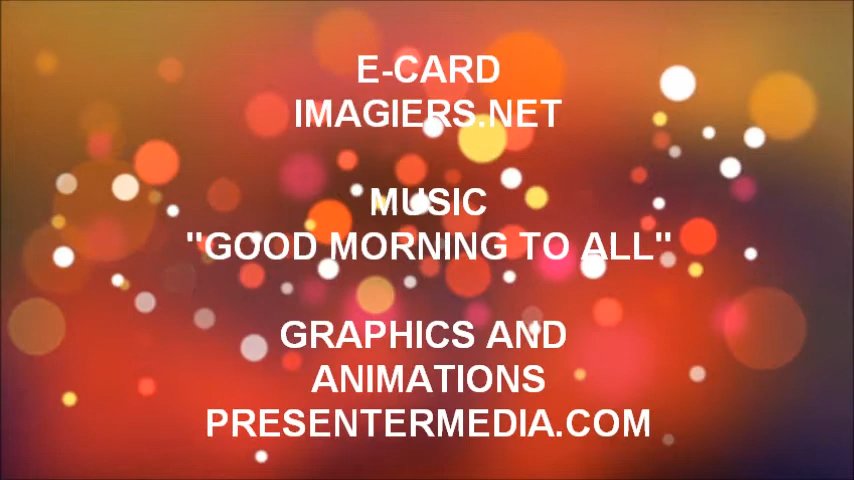 E-CARD
IMAGIERS.NET
MUSIC
"GOOD MORNING TO ALL"
GRAPHICS AND
ANIMATIONS
PRESENTERMEDIA.COM